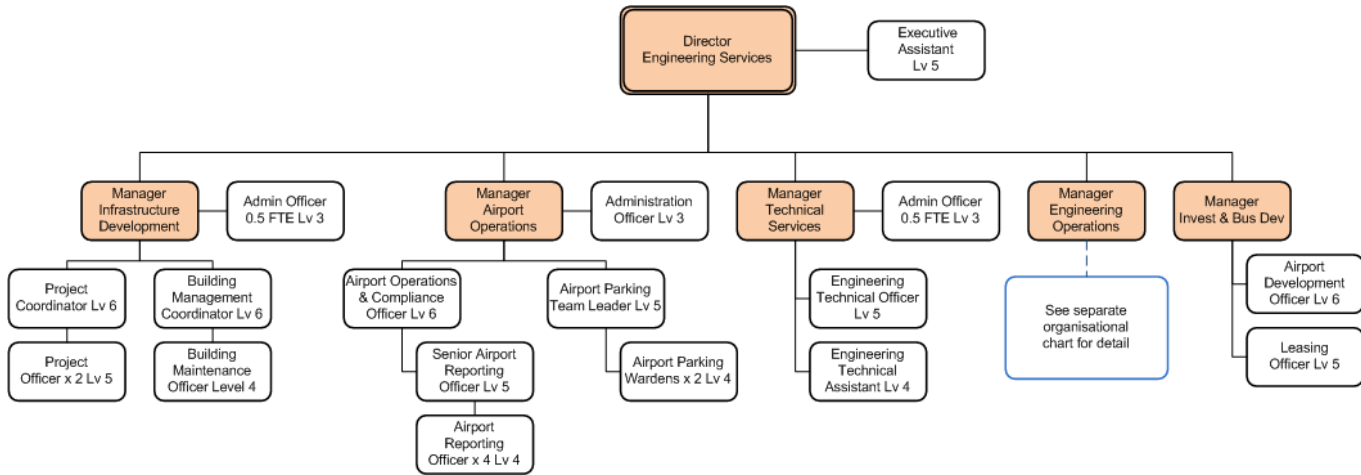 Director
Engineering Services
Executive
Assistant
Lv 5
Manager
Infrastructure
Development
Admin Officer
0.5 FTE Lv 3
Manager
Airport
Operations
Administration
Officer Lv 3
Manager
Technical
Services
Admin Officer
0.5 FTE Lv 3
Manager
Engineering
Operations
Manager
Invest & Bus Dev
Project
Coordinator Lv 6
Building
Management
Coordinator Lv 6
Airport Operations
& Compliance
Officer Lv 6
Airport Parking
Team Leader Lv 5
Engineering
Technical Officer
Lv 5
See separate
organisational
chart for detail
Airport
Development
Officer Lv 6
Project
Officer x 2 Lv 5
Building
Maintenance
Officer Level 4
Senior Airport
Reporting
Officer Lv 5
Airport Parking
Wardens x 2 Lv 4
Engineering
Technical
Assistant Lv 4
Leasing
Officer Lv 5
Airport
Reporting
Officer x 4 Lv 4